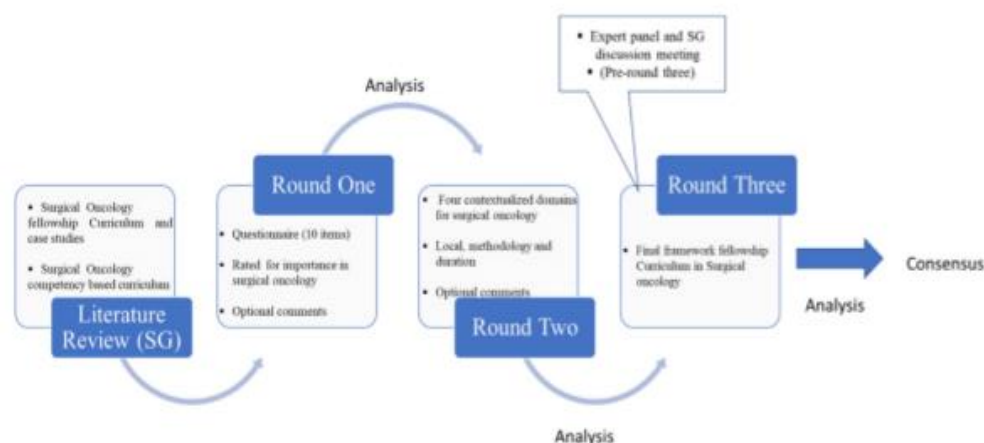 • Expert panel and SG
discussion meeting
• (Pre-round three)
Analysis
Round One
Round Three
• Surgical Oncology
fellowship Curriculum and
case studies
• Surgical Oncology
competency based curriculum
Literature
Review (SG)
• Questionnaire (10 items)
• Rated for importance in
surgical oncology
• Optional comments
• Four contextualized domains
for surgical oncology
• Local, methodology and
duration
• Optional comments
Round Two
• Final framework fellowship
Curriculum in Surgical
oncology
Analysis
Consensus
Analysis